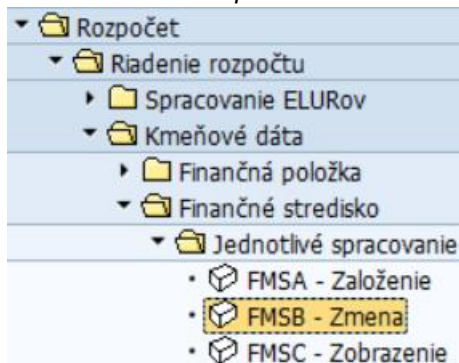 Rozpočet
Riadenie rozpočtu
Spracovanie ELURov
Kmeňové dáta
Finančná položka
Finančné stredisko
Jednotlivé spracovanie
FMSA - Založenie
FMSB - Zmena
FMSC - Zobrazenie